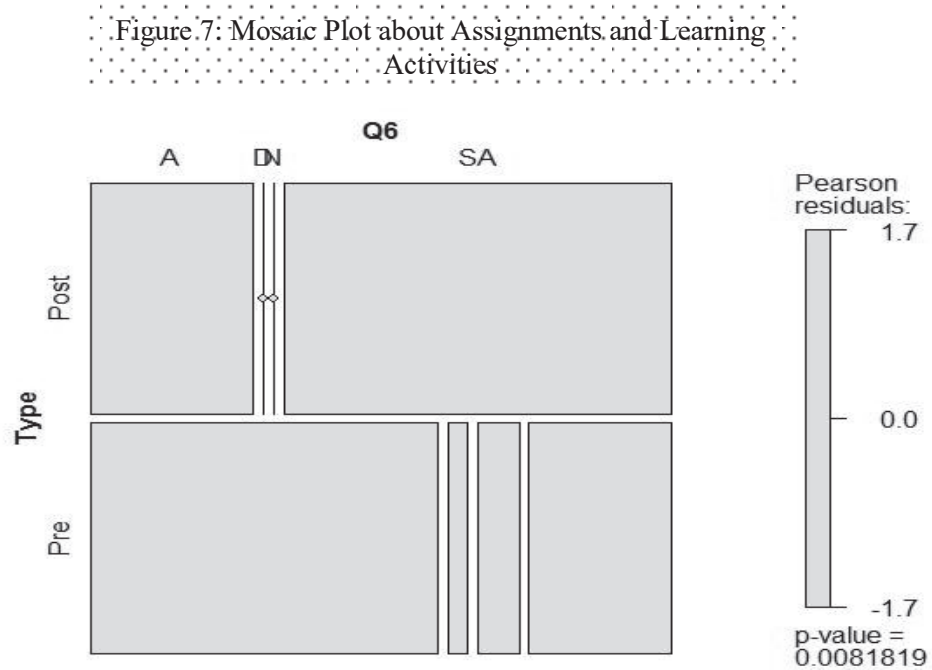 Figure 7: Mosaic Plot about Assignments and Learning
Activities
Q6
A D N SA
Pearson
residuals:
1.7
0.0
-1.7
p-value =
0.0081819
Type
Post
Pre